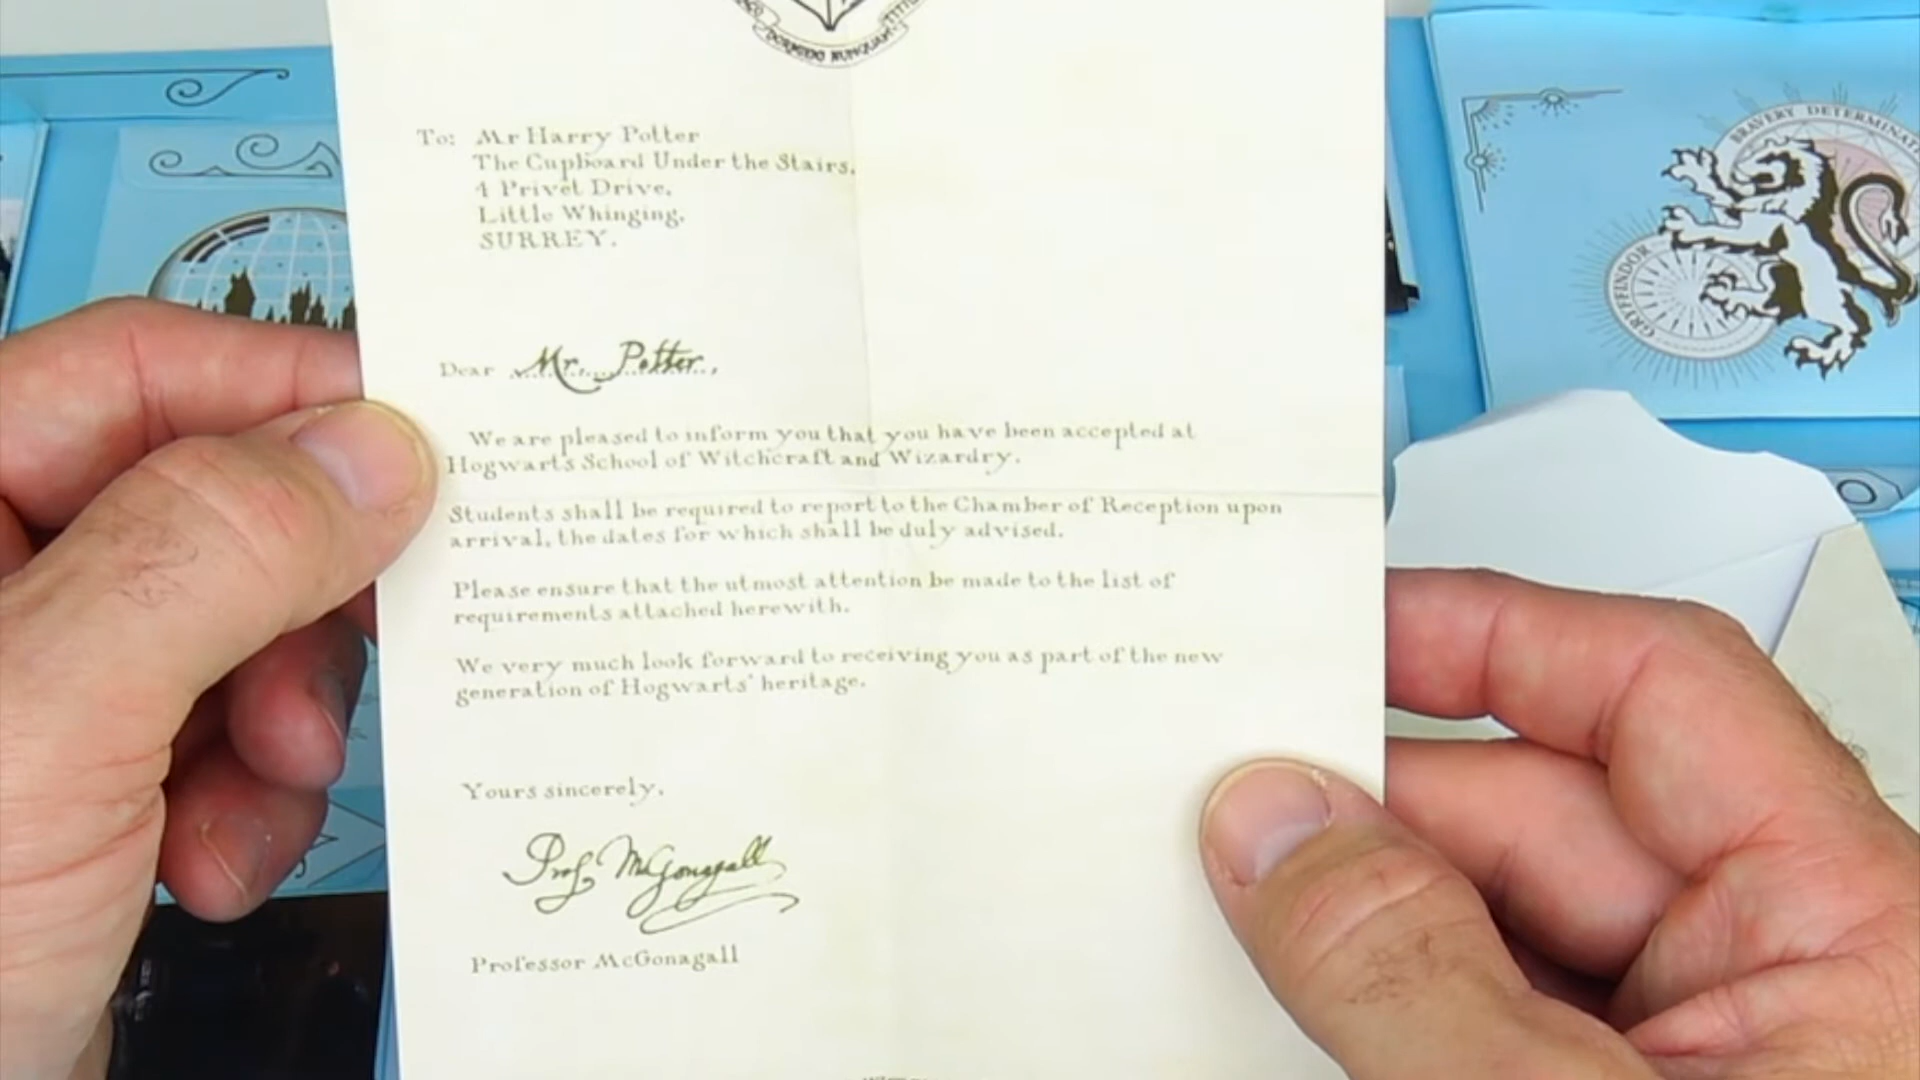 DORMIENS NUNQUAM TITILL
To: Mr Harry Potter
The Cupboard Under the Stairs,
4 Privet Drive,
Little Whinging,
SURREY.
Dear Mr. Potter,
We are pleased to inform you that you have been accepted at
Hogwarts School of Witchcraft and Wizardry.
Students shall be required to report to the Chamber of Reception upon
arrival, the dates for which shall be duly advised.
Please ensure that the utmost attention be made to the list of
requirements attached herewith.
We very much look forward to receiving you as part of the new
generation of Hogwarts' heritage.
Yours sincerely,
Prof McGonagall
Professor McGonagall
BRAVERY DETERMINAT
GRYFFINDOR